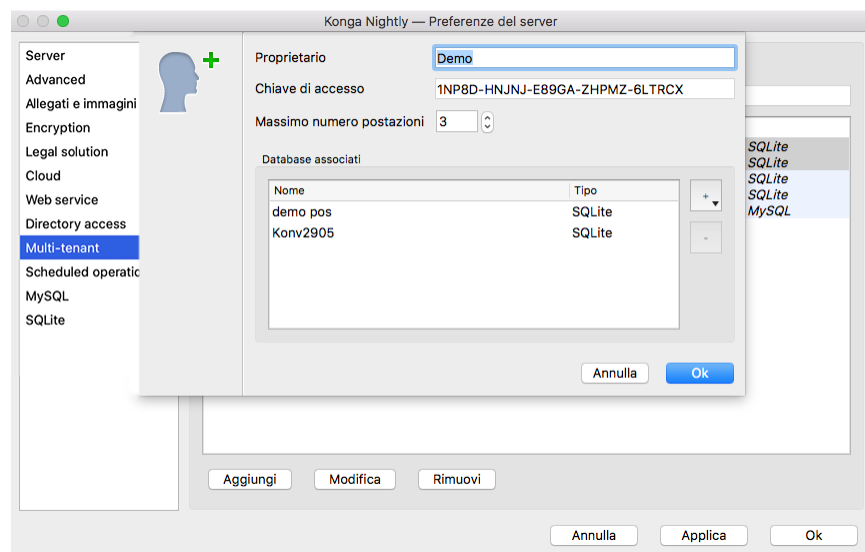 Konga Nightly — Preferenze del server
Server
Advanced
Allegati e immagini
Encryption
Legal solution
Cloud
Web service
Directory access
Multi-tenant
Scheduled operatio
MySQL
SQLite
Proprietario Demo
Chiave di accesso 1NP8D-HNJNJ-E89GA-ZHPMZ-6LTRCX
Massimo numero postazioni 3
Database associati
Nome Tipo
demo pos SQLite
Konv2905 SQLite
+
-
Annulla Ok
SQLite
SQLite
SQLite
SQLite
MySQL
Aggiungi Modifica Rimuovi
Annulla Applica Ok